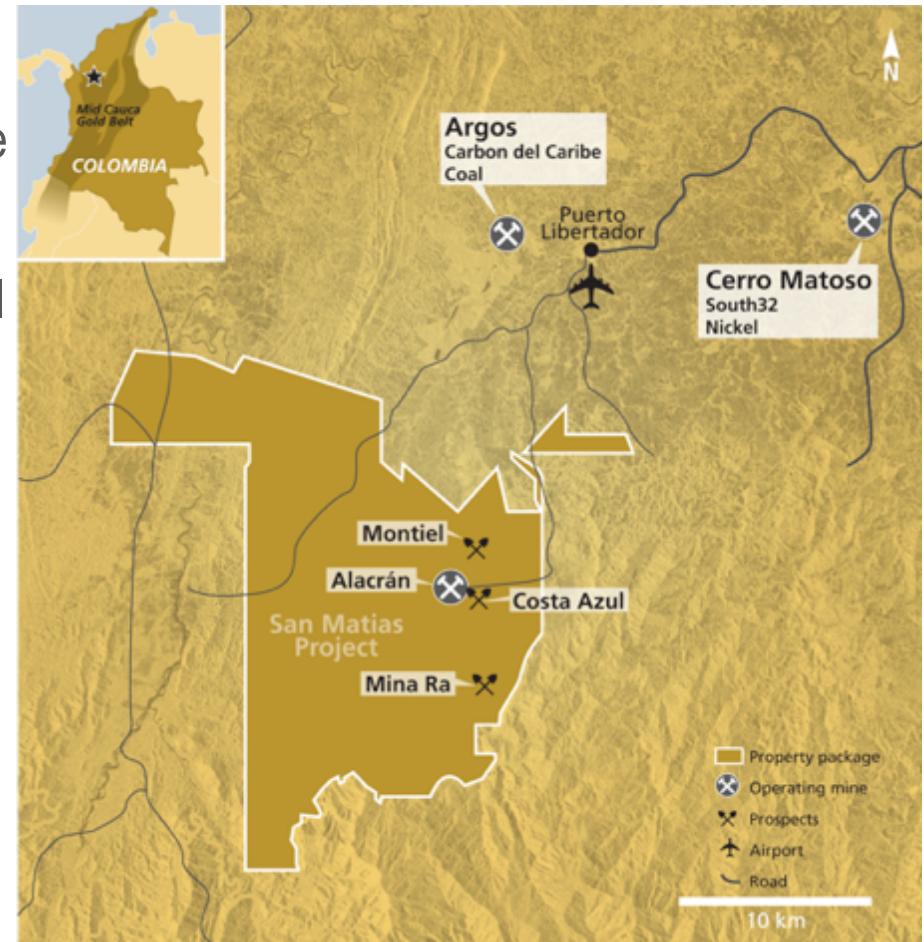 Mid Cauca
Gold Belt
COLOMBIA
N
e
Argos
Carbon del Caribe
Coal
Puerto
Libertador
Cerro Matoso
South32
Nickel
Montiel
Alacrán
Costa Azul
San Matias
Project
Mina Ra
Property package
Operating mine
Prospects
Airport
Road
10 km